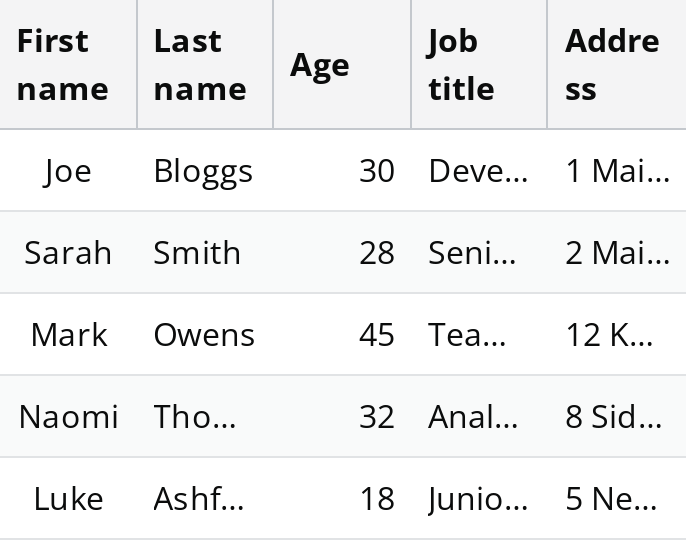 First name Last name Age Job title Address
Joe Bloggs 30 Deve... 1 Mai...
Sarah Smith 28 Seni... 2 Mai...
Mark Owens 45 Tea... 12 K...
Naomi Tho... 32 Anal... 8 Sid...
Luke Ashf... 18 Junio... 5 Ne...